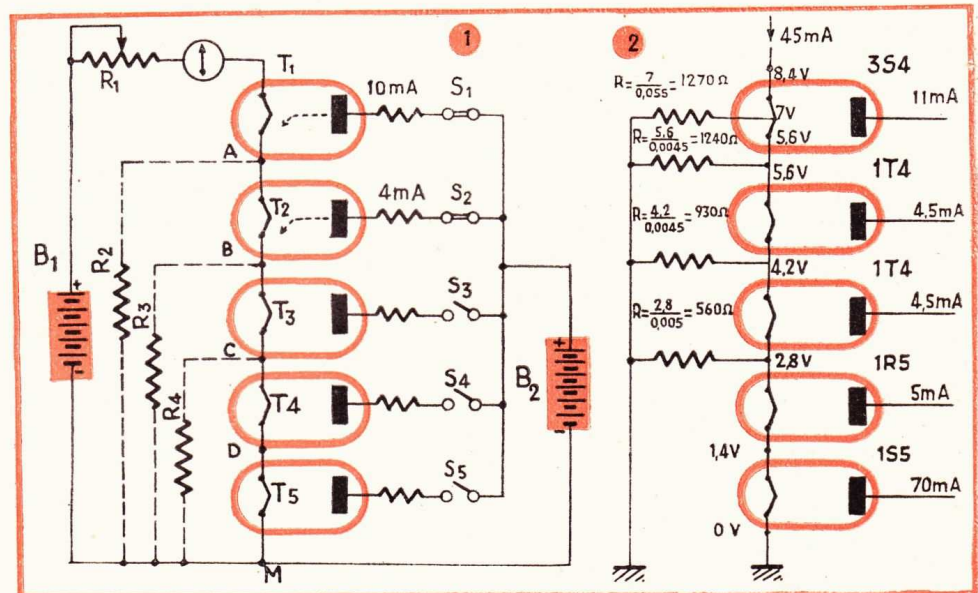 1
R1
T1
10mA
S1
A
T2
4mA
S2
B1
+
-
R2
R3
R4
B
T3
S3
C
T4
S4
B2
+
-
D
T5
S5
M
2
45mA
3S4
8,4V
R=7/0,055=1270Ω
7V
11mA
5,6V
R=5.6/0.0045=1240Ω
5,6V
1T4
4,5mA
R=4.2/0.0045=930Ω
4,2V
1T4
4,5mA
R=2,8/0,005=560Ω
2,8V
1R5
5mA
1,4V
1S5
70mA
0V